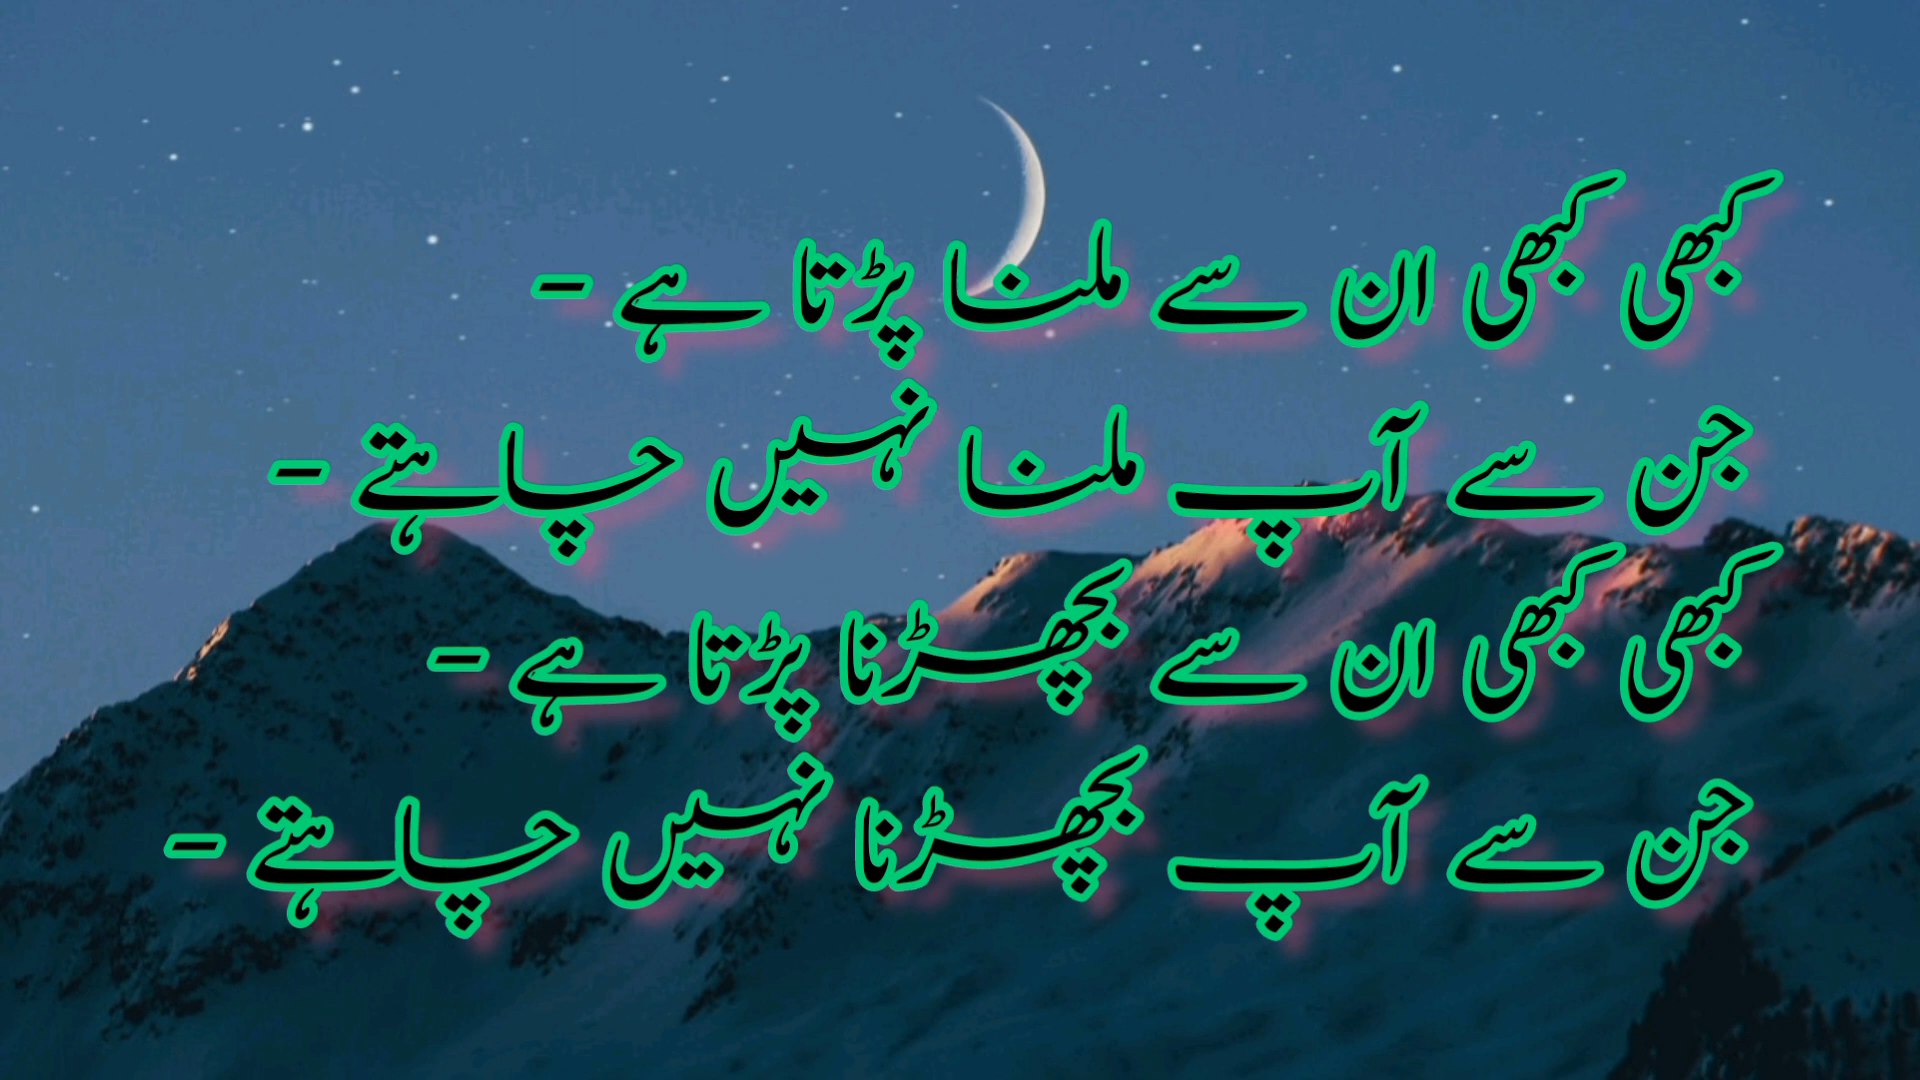 کبھی کبھی ان سے ملنا پڑتا ہے -
جن سے آپ ملنا نہیں چاہتے -
کبھی کبھی ان سے بچھڑنا پڑتا ہے -
جن سے آپ بچھڑنا نہیں چاہتے -